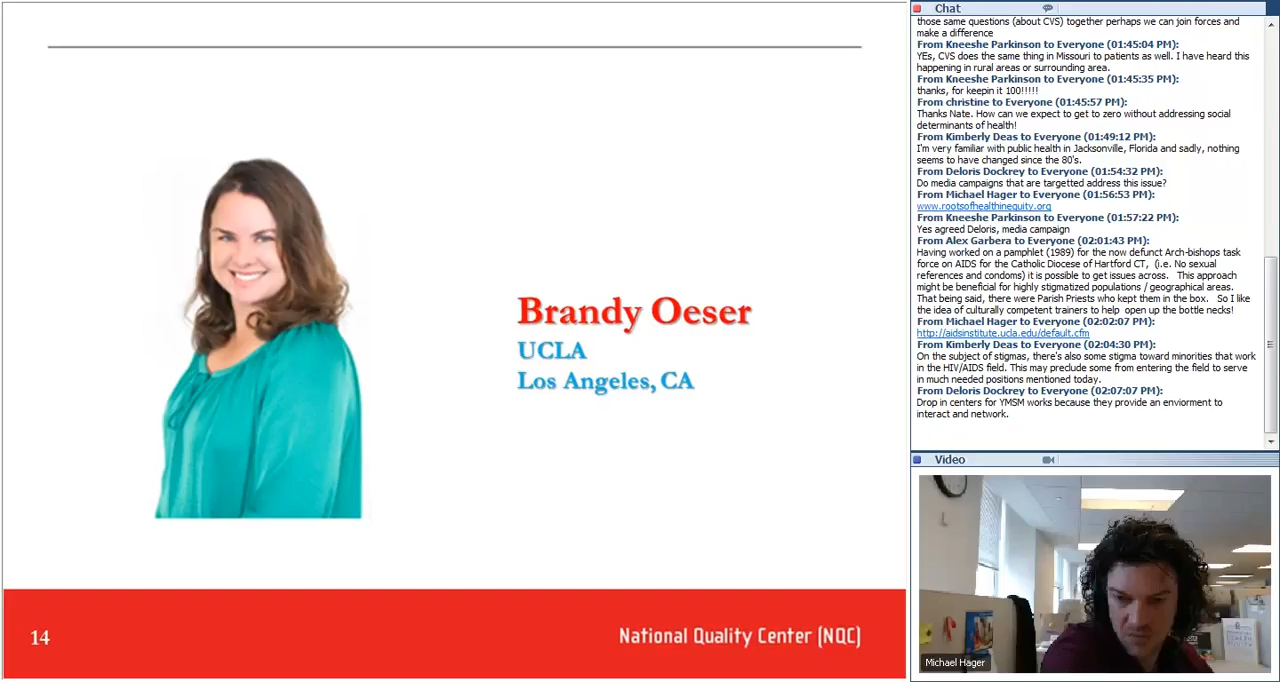 Brandy Oeser
UCLA
Los Angeles, CA
14
National Quality Center (NQC)
Chat
those same questions (about CVS) together perhaps we can join forces and
make a difference
From Kneeshe Parkinson to Everyone (01:45:04 PM):
YEs, CVS does the same thing in Missouri to patients as well. I have heard this
happening in rural areas or surrounding area.
From Kneeshe Parkinson to Everyone (01:45:35 PM):
thanks, for keepin it 100!!!!!
From christine to Everyone (01:45:57 PM):
Thanks Nate. How can we expect to get to zero without addressing social
determinants of health!
From Kimberly Deas to Everyone (01:49:12 PM):
I'm very familiar with public health in Jacksonville, Florida and sadly, nothing
seems to have changed since the 80's.
From Deloris Dockrey to Everyone (01:54:32 PM):
Do media campaigns that are targetted address this issue?
From Michael Hager to Everyone (01:56:53 PM):
www.rootsofhealthinequity.org
From Kneeshe Parkinson to Everyone (01:57:22 PM):
Yes agreed Deloris, media campaign
From Alex Garbera to Everyone (02:01:43 PM):
Having worked on a pamphlet (1989) for the now defunct Arch-bishops task
force on AIDS for the Catholic Diocese of Hartford CT, (i.e. No sexual
references and condoms) it is possible to get issues across. This approach
might be beneficial for highly stigmatized populations / geographical areas.
That being said, there were Parish Priests who kept them in the box. So I like
the idea of culturally competent trainers to help open up the bottle necks!
From Michael Hager to Everyone (02:02:07 PM):
http://aidsinstitute.ucla.edu/default.cfm
From Kimberly Deas to Everyone (02:04:30 PM):
On the subject of stigmas, there's also some stigma toward minorities that work
in the HIV/AIDS field. This may preclude some from entering the field to serve
in much needed positions mentioned today.
From Deloris Dockrey to Everyone (02:07:07 PM):
Drop in centers for YMSM works because they provide an enviorment to
interact and network.
Video
Michael Hager